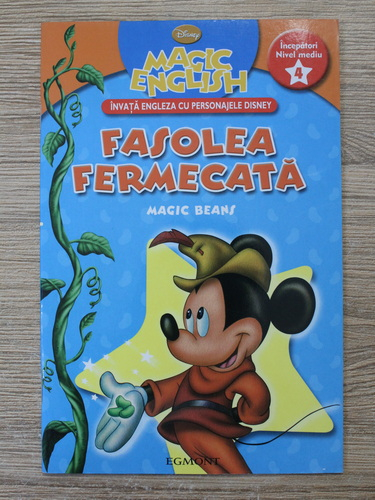 Disney
MAGIC
ENGLISH
Începători
Nivel mediu
4
ÎNVAȚĂ ENGLEZA CU PERSONAJELE DISNEY
FASOLEA
FERMECATĂ
MAGIC BEANS
EGMONT